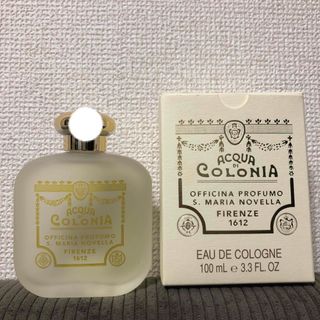 ACQUA
DI
COLONIA
OFFICINA PROFUMO
S. MARIA NOVELLA
FIRENZE
1612
ACQUA
DI
COLONIA
OFFICINA PROFUMO
S. MARIA NOVELLA
FIRENZE
1612
EAU DE COLOGNE
100 mL e 3.3 FL. OZ